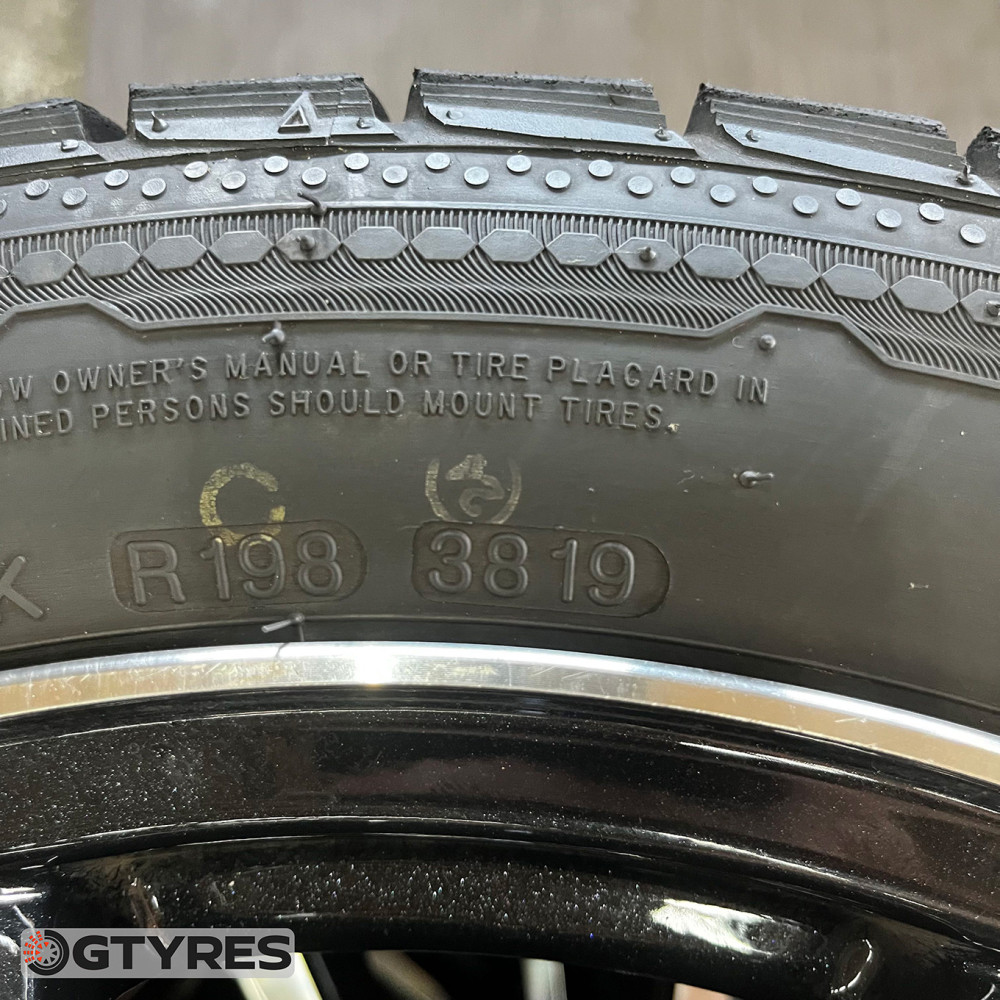 OW OWNER'S MANUAL OR TIRE PLACARD IN
INED PERSONS SHOULD MOUNT TIRES.
C
K R198 3819
GTYRES